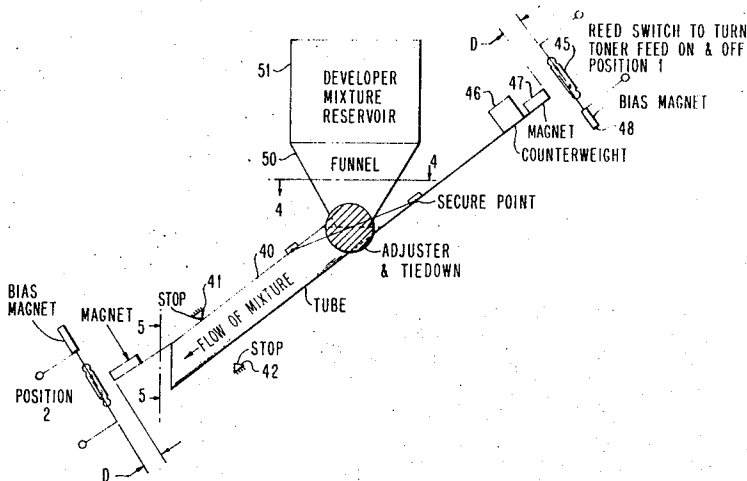 D
45
REED SWITCH TO TURN
TONER FEED ON & OFF
POSITION 1
51
DEVELOPER
MIXTURE
RESERVOIR
46
47
MAGNET
BIAS MAGNET
48
COUNTERWEIGHT
50
FUNNEL
4
4
SECURE POINT
40
ADJUSTER
& TIEDOWN
BIAS
MAGNET
MAGNET
STOP
41
5
FLOW OF MIXTURE
TUBE
STOP
42
POSITION
2
5
D